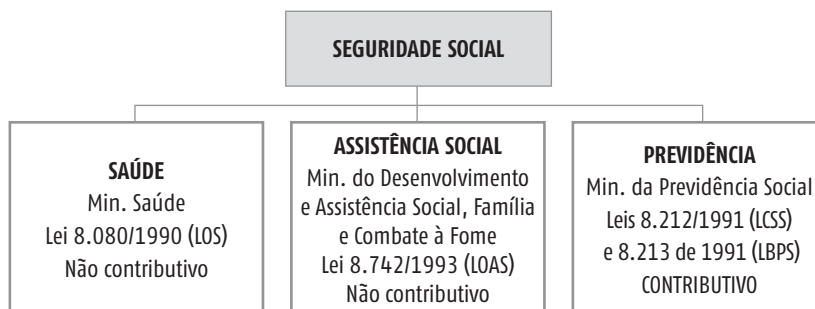 SEGURIDADE SOCIAL
SAÚDE
Min. Saúde
Lei 8.080/1990 (LOS)
Não contributivo
ASSISTÊNCIA SOCIAL
Min. do Desenvolvimento
e Assistência Social, Família
e Combate à Fome
Lei 8.742/1993 (LOAS)
Não contributivo
PREVIDÊNCIA
Min. da Previdência Social
Leis 8.212/1991 (LCSS)
e 8.213 de 1991 (LBPS)
CONTRIBUTIVO